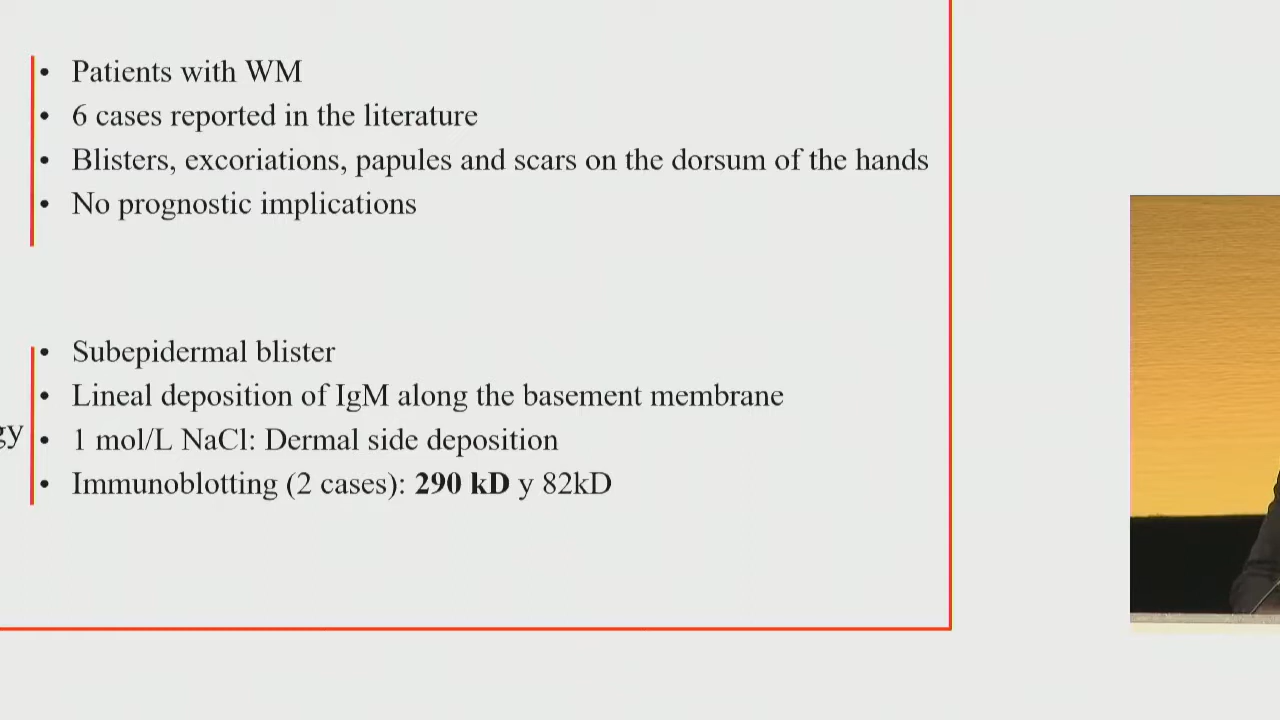 • Patients with WM
• 6 cases reported in the literature
• Blisters, excoriations, papules and scars on the dorsum of the hands
• No prognostic implications
• Subepidermal blister
• Lineal deposition of IgM along the basement membrane
gy
• 1 mol/L NaCl: Dermal side deposition
• Immunoblotting (2 cases): 290 kD y 82kD